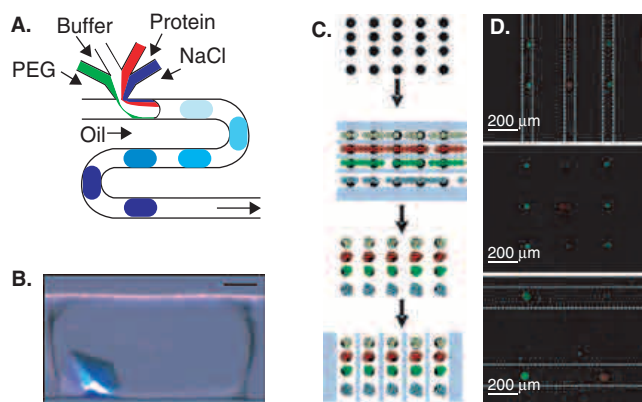 A.
Buffer
Protein
PEG
NaCl
Oil
B.
C.
D.
200 µm
200 µm
200 µm